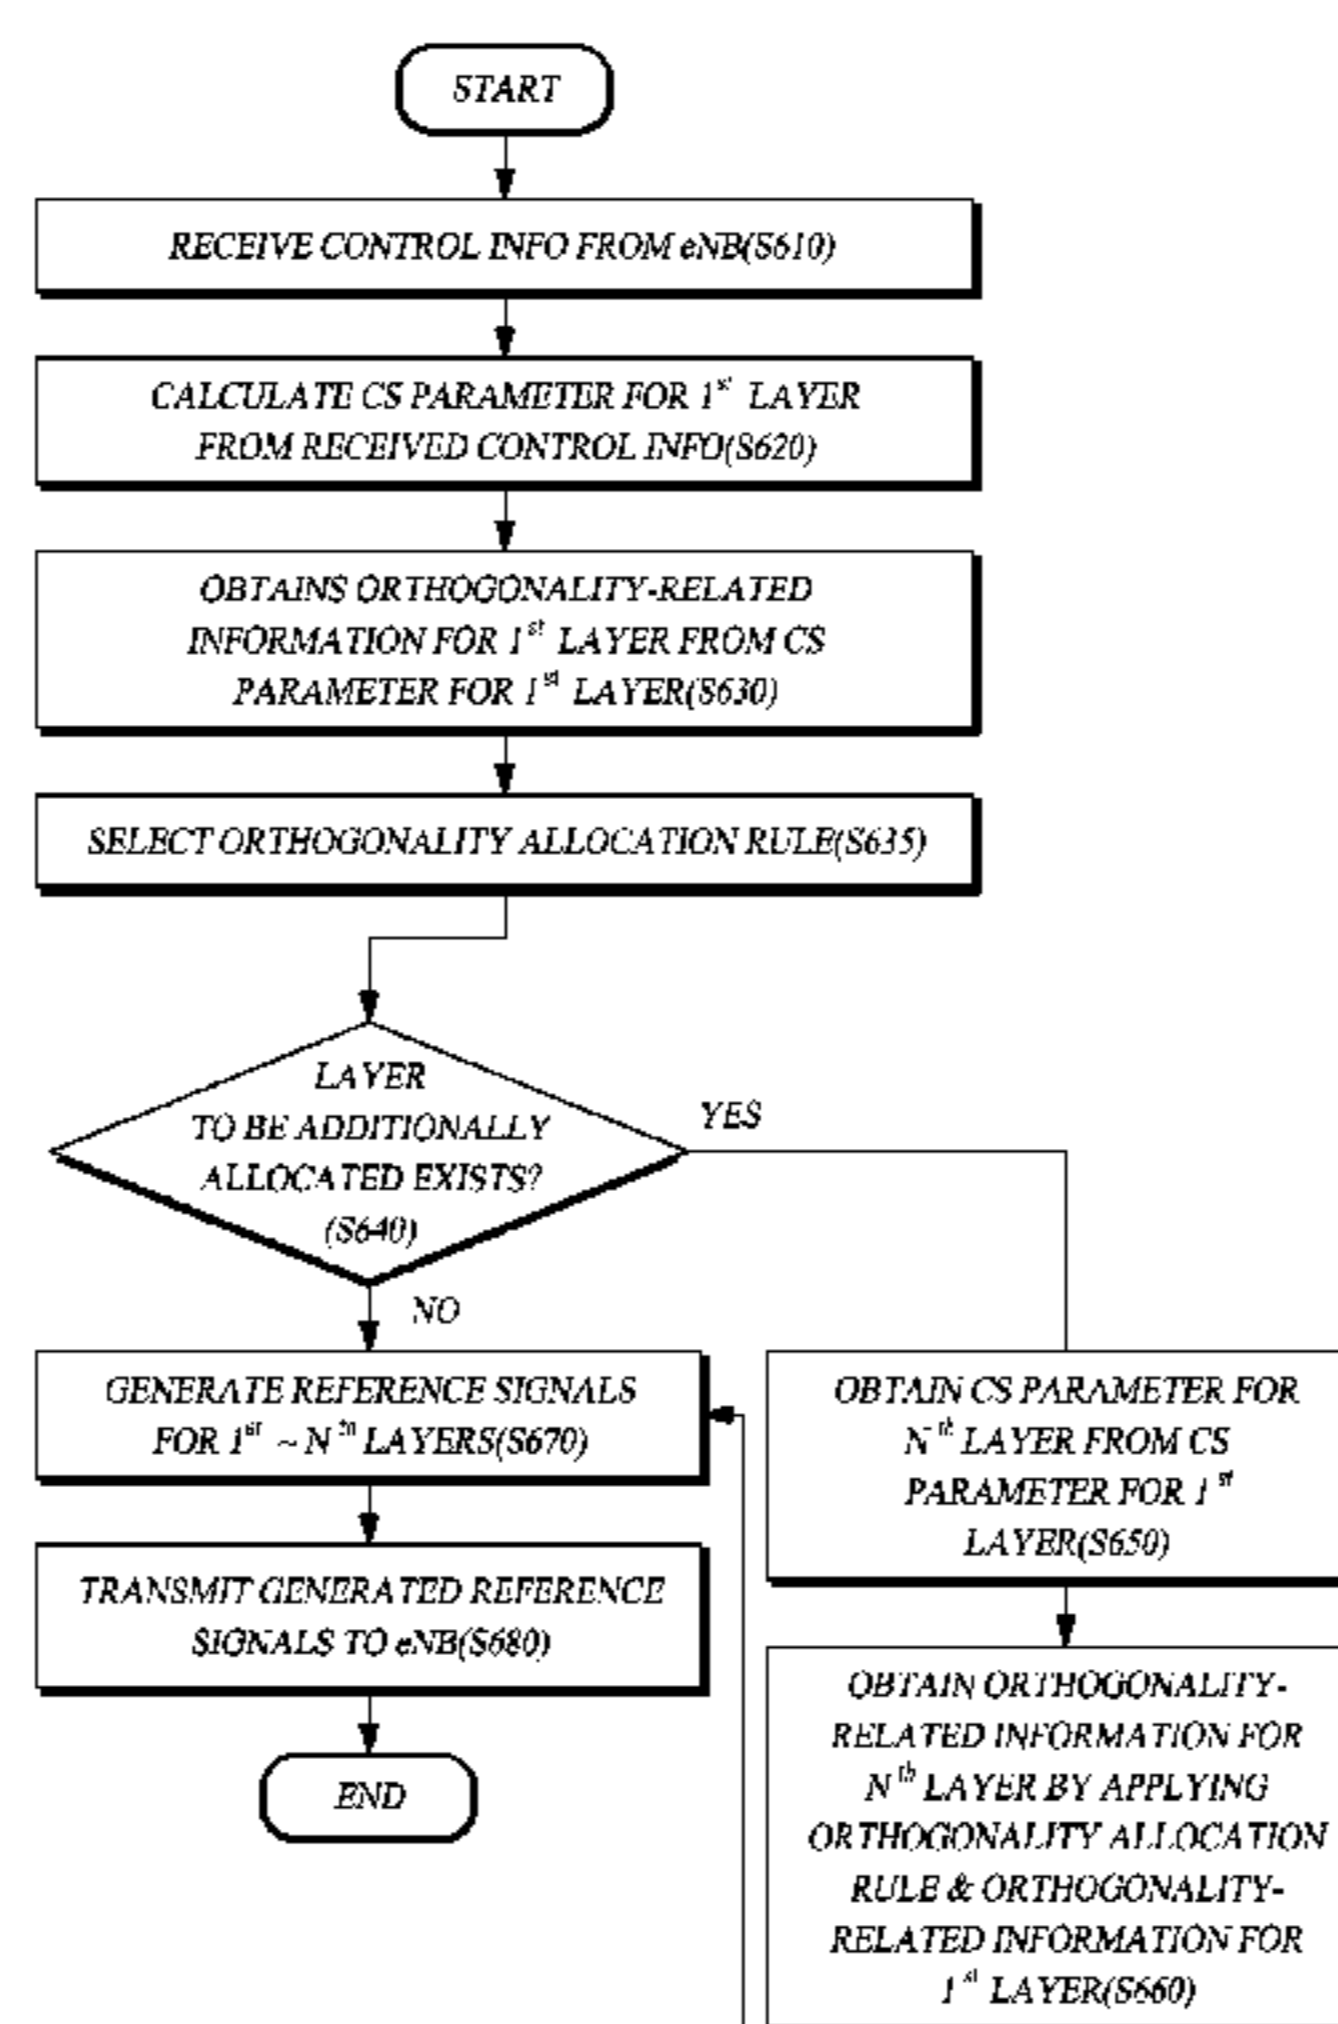 START
RECEIVE CONTROL INFO FROM eNB(S610)
CALCULATE CS PARAMETER FOR 1st LAYER
FROM RECEIVED CONTROL INFO(S620)
OBTAINS ORTHOGONALITY-RELATED
INFORMATION FOR 1st LAYER FROM CS
PARAMETER FOR 1st LAYER(S630)
SELECT ORTHOGONALITY ALLOCATION RULE(S635)
LAYER
TO BE ADDITIONALLY
ALLOCATED EXISTS?
(S640)
YES
NO
GENERATE REFERENCE SIGNALS
FOR 1st ~ Nth LAYERS(S670)
TRANSMIT GENERATED REFERENCE
SIGNALS TO eNB(S680)
END
OBTAIN CS PARAMETER FOR
Nth LAYER FROM CS
PARAMETER FOR 1st
LAYER(S650)
OBTAIN ORTHOGONALITY-
RELATED INFORMATION FOR
Nth LAYER BY APPLYING
ORTHOGONALITY ALLOCATION
RULE & ORTHOGONALITY-
RELATED INFORMATION FOR
1st LAYER(S660)